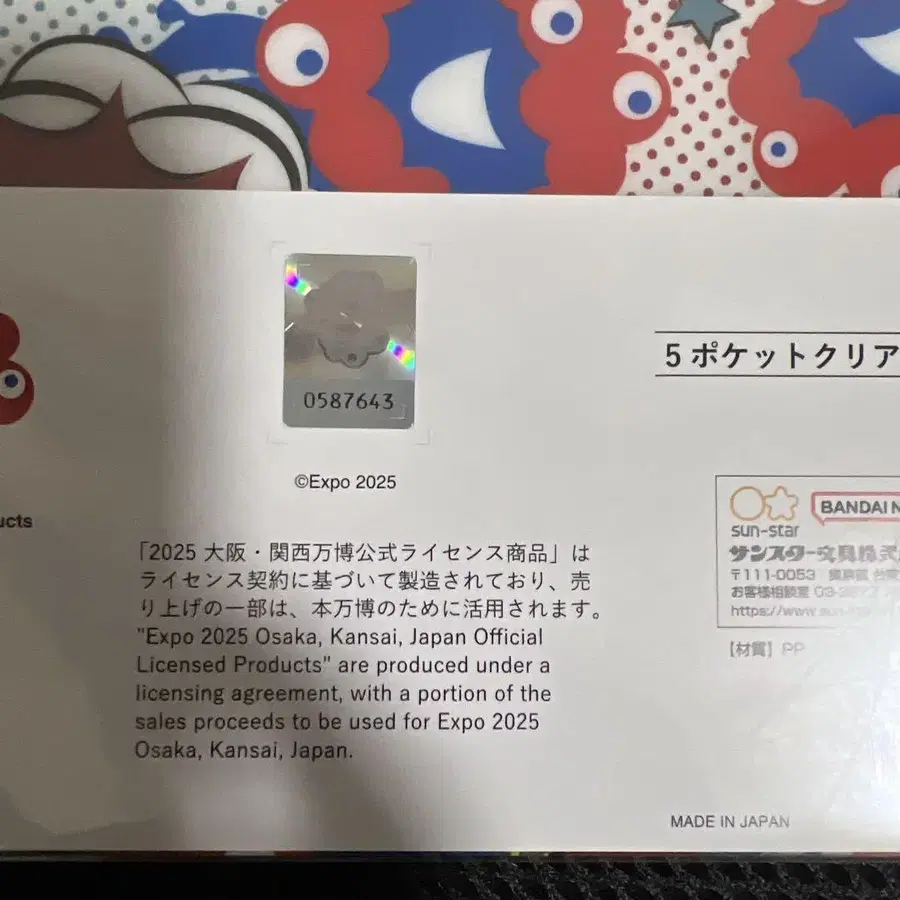 0587643
©Expo 2025
ucts
「2025 大阪・関西万博公式ライセンス商品」は
ライセンス契約に基づいて製造されており、売
り上げの一部は、本万博のために活用されます。
"Expo 2025 Osaka, Kansai, Japan Official
Licensed Products" are produced under a
licensing agreement, with a portion of the
sales proceeds to be used for Expo 2025
Osaka, Kansai, Japan.
5 ポケットクリア
sun-star
BANDAI N
サンスター文具株式
〒111-0053 東京都 台東
お客様相談室 03-
https://www.sun-star
【材質】PP
MADE IN JAPAN